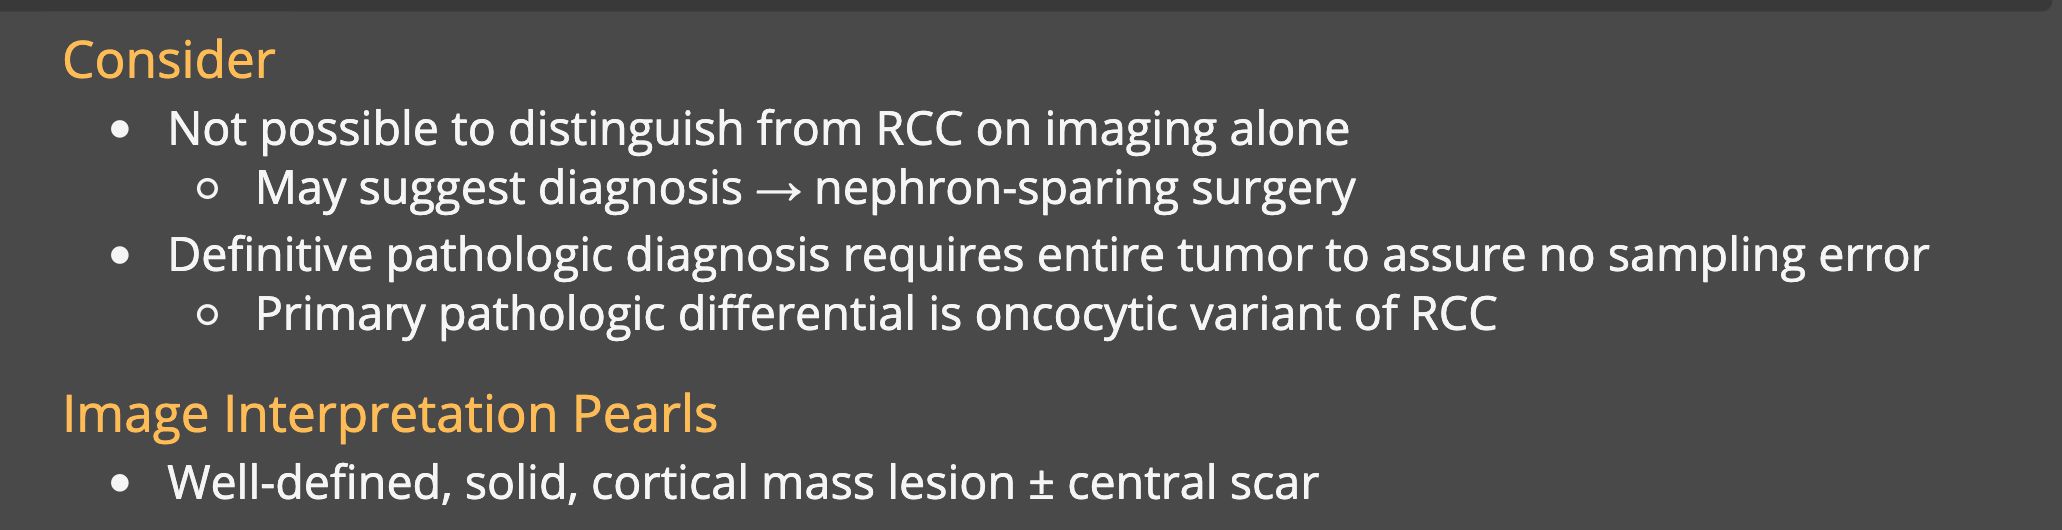 Consider
• Not possible to distinguish from RCC on imaging alone
○ May suggest diagnosis → nephron-sparing surgery
• Definitive pathologic diagnosis requires entire tumor to assure no sampling error
○ Primary pathologic differential is oncocytic variant of RCC
Image Interpretation Pearls
• Well-defined, solid, cortical mass lesion ± central scar